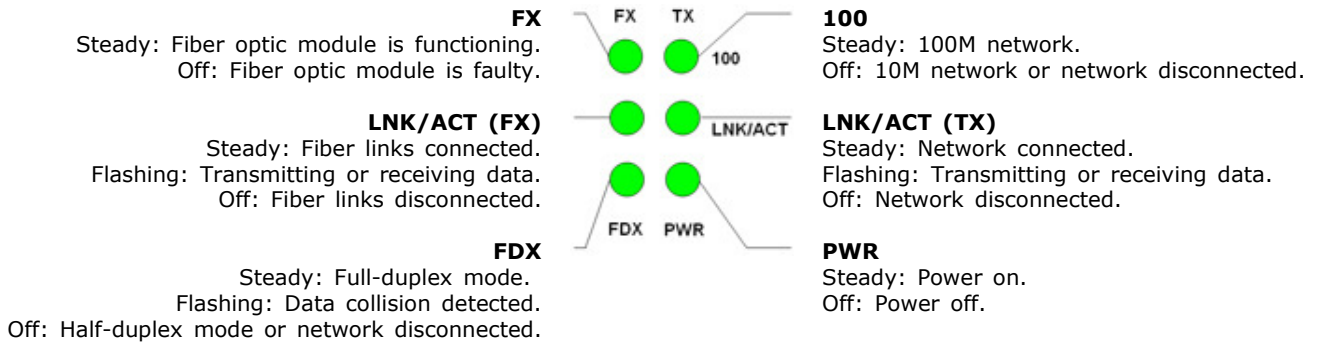 FX
Steady: Fiber optic module is functioning.
Off: Fiber optic module is faulty.
LNK/ACT (FX)
Steady: Fiber links connected.
Flashing: Transmitting or receiving data.
Off: Fiber links disconnected.
FDX
Steady: Full-duplex mode.
Flashing: Data collision detected.
Off: Half-duplex mode or network disconnected.
FX TX
100
LNK/ACT
FDX PWR
100
Steady: 100M network.
Off: 10M network or network disconnected.
LNK/ACT (TX)
Steady: Network connected.
Flashing: Transmitting or receiving data.
Off: Network disconnected.
PWR
Steady: Power on.
Off: Power off.